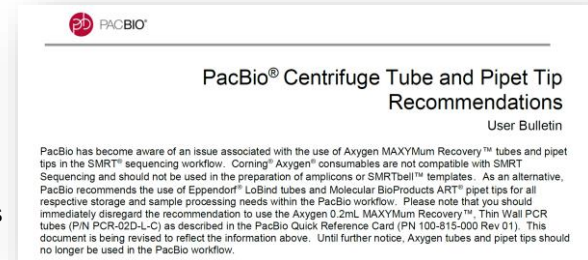 PACBIO®
PacBio® Centrifuge Tube and Pipet Tip
Recommendations
User Bulletin
PacBio has become aware of an issue associated with the use of Axygen MAXYMum Recovery™ tubes and pipet
tips in the SMRT® sequencing workflow. Corning® Axygen® consumables are not compatible with SMRT
Sequencing and should not be used in the preparation of amplicons or SMRTbell™ templates. As an alternative,
PacBio recommends the use of Eppendorf® LoBind tubes and Molecular BioProducts ART® pipet tips for all
respective storage and sample processing needs within the PacBio workflow. Please note that you should
immediately disregard the recommendation to use the Axygen 0.2mL MAXYMum Recovery™, Thin Wall PCR
tubes (P/N PCR-02D-L-C) as described in the PacBio Quick Reference Card (PN 100-815-000 Rev 01). This
document is being revised to reflect the information above. Until further notice, Axygen tubes and pipet tips should
no longer be used in the PacBio workflow.
s